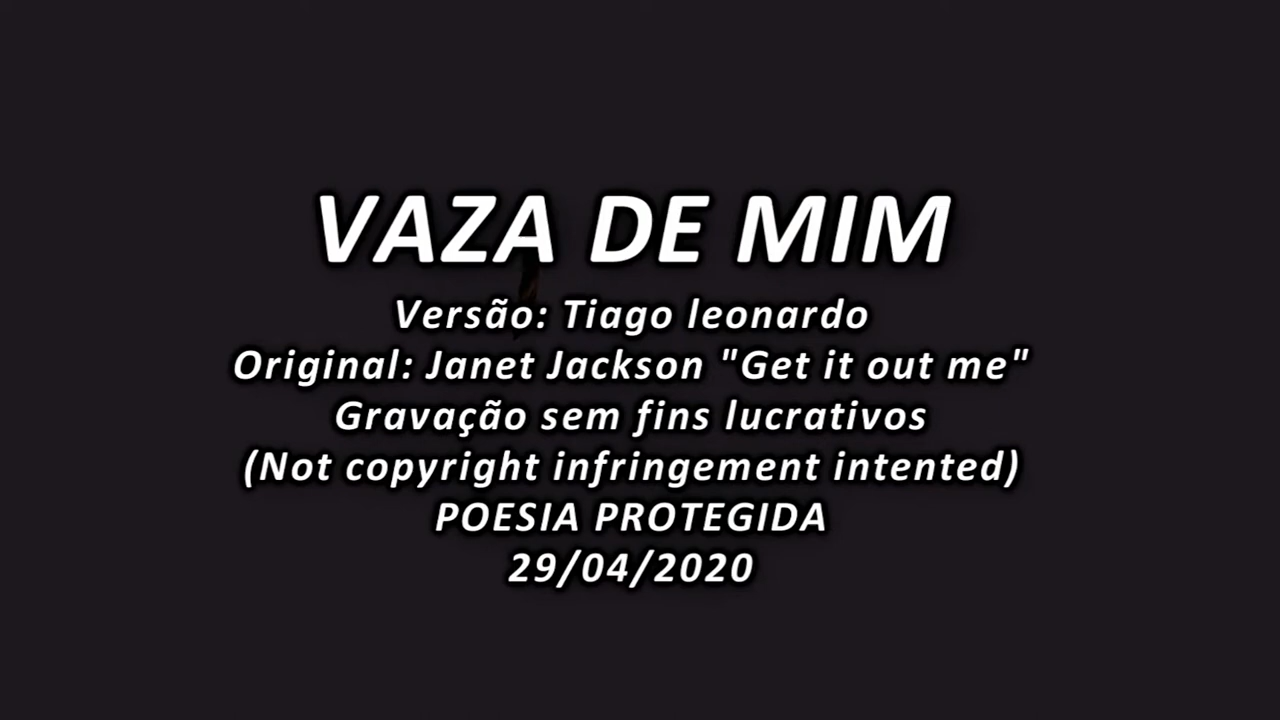 VAZA DE MIM
Versão: Tiago leonardo
Original: Janet Jackson "Get it out me"
Gravação sem fins lucrativos
(Not copyright infringement intented)
POESIA PROTEGIDA
29/04/2020